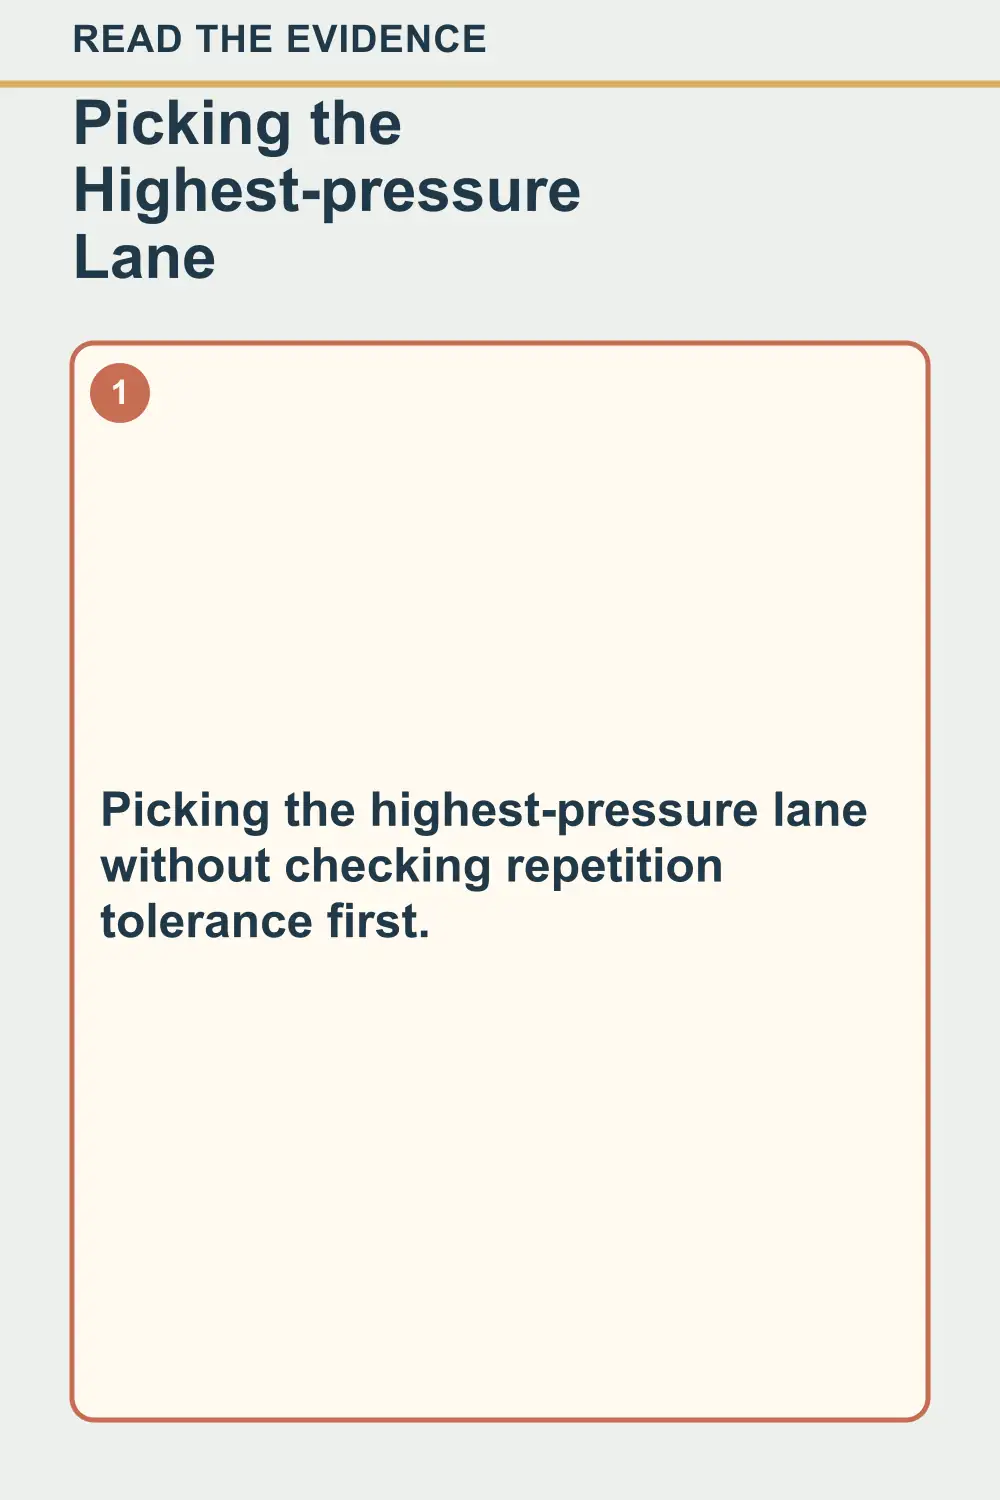 READ THE EVIDENCE
Picking the
Highest-pressure
Lane
1
Picking the highest-pressure lane
without checking repetition
tolerance first.